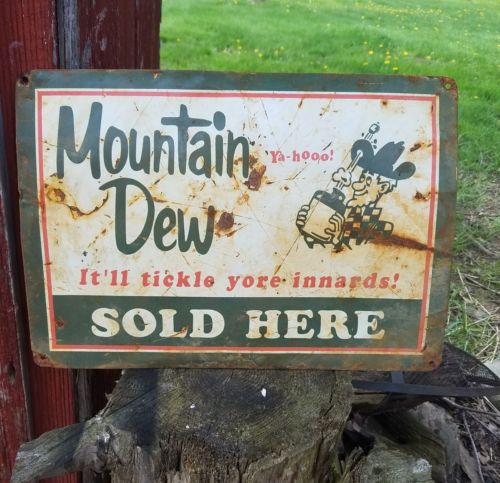 Mountain
Ya-hooo!
Dew
It'll tickle yore innards!
SOLD HERE